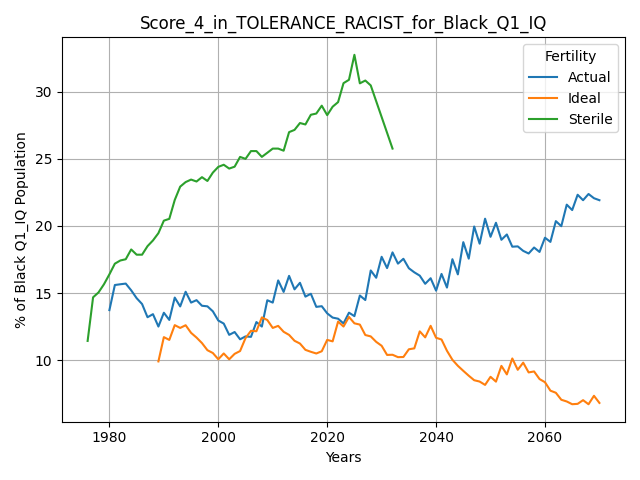 Score_4_in_TOLERANCE_RACIST_for_Black_Q1_IQ
% of Black Q1_IQ Population
30
25
20
15
10
Fertility
Actual
Ideal
Sterile
1980 2000 2020 2040 2060
Years